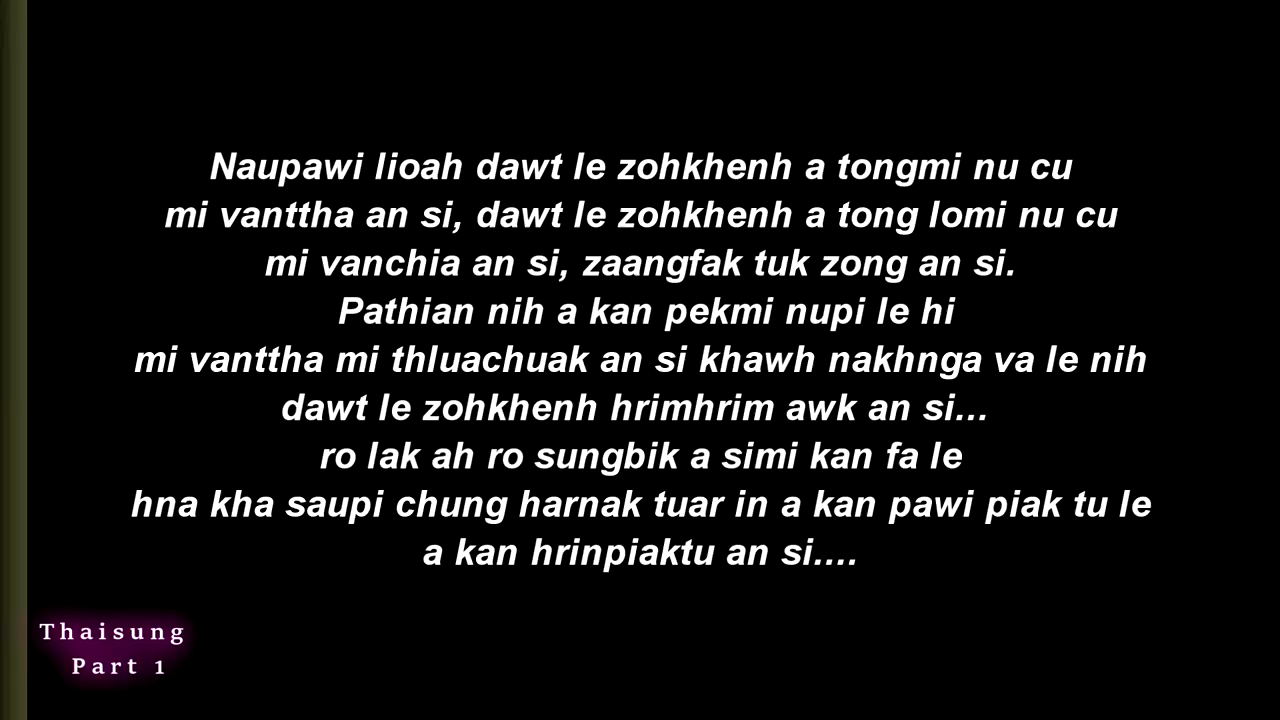 Naupawi lioah dawt le zohkhenh a tongmi nu cu
mi vanttha an si, dawt le zohkhenh a tong lomi nu cu
mi vanchia an si, zaangfak tuk zong an si.
Pathian nih a kan pekmi nupi le hi
mi vanttha mi thluachuak an si khawh nakhnga va le nih
dawt le zohkhenh hrimhrim awk an si...
ro lak ah ro sungbik a simi kan fa le
hna kha saupi chung harnak tuar in a kan pawi piak tu le
a kan hrinpiaktu an si....
Thaisung
Part 1